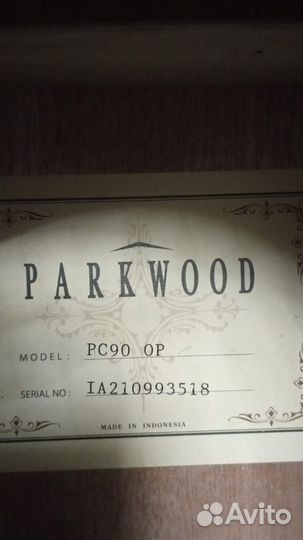 PARKWOOD
MODEL: PC90 OP
SERIAL NO: IA210993518
MADE IN INDONESIA
Avito